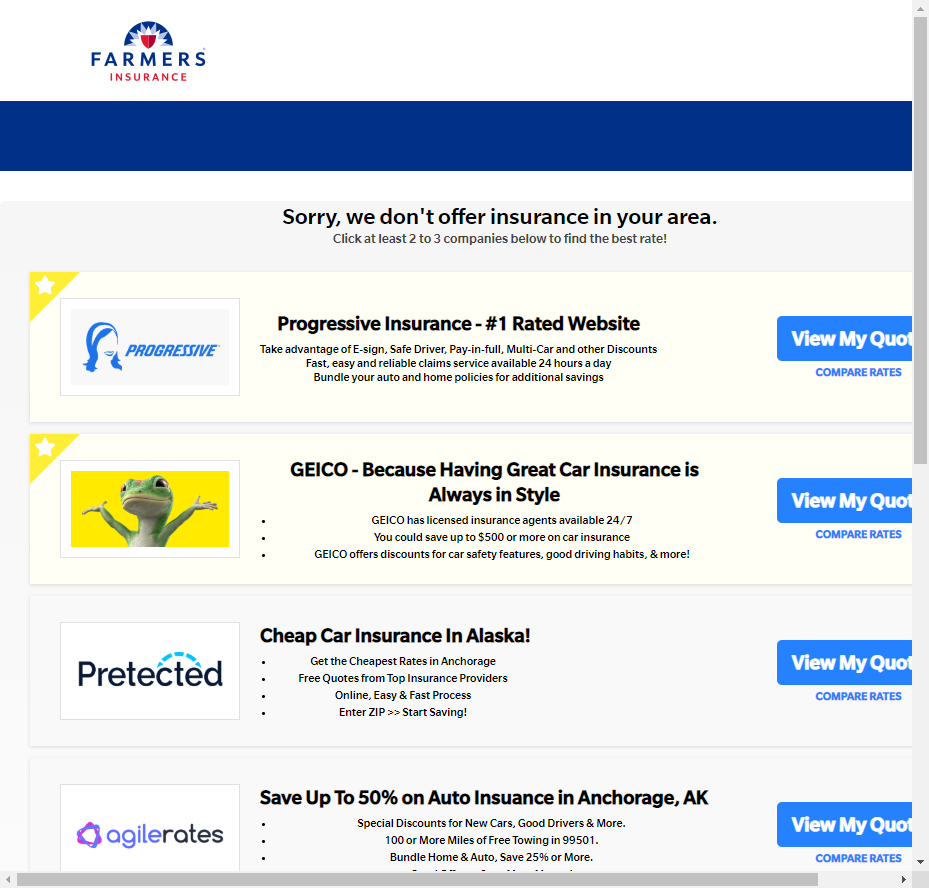 FARMERS
INSURANCE
Sorry, we don't offer insurance in your area.
Click at least 2 to 3 companies below to find the best rate!
PROGRESSIVE
Progressive Insurance - #1 Rated Website
Take advantage of E-sign, Safe Driver, Pay-in-full, Multi-Car and other Discounts
Fast, easy and reliable claims service available 24 hours a day
Bundle your auto and home policies for additional savings
View My Quot
COMPARE RATES
GEICO - Because Having Great Car Insurance is
Always in Style
• GEICO has licensed insurance agents available 24/7
• You could save up to $500 or more on car insurance
• GEICO offers discounts for car safety features, good driving habits, & more!
View My Quot
COMPARE RATES
Pretected
Cheap Car Insurance In Alaska!
• Get the Cheapest Rates in Anchorage
• Free Quotes from Top Insurance Providers
• Online, Easy & Fast Process
• Enter ZIP >> Start Saving!
View My Quot
COMPARE RATES
agilerates
Save Up To 50% on Auto Insuance in Anchorage, AK
• Special Discounts for New Cars, Good Drivers & More.
• 100 or More Miles of Free Towing in 99501.
• Bundle Home & Auto, Save 25% or More.
View My Quot
COMPARE RATES